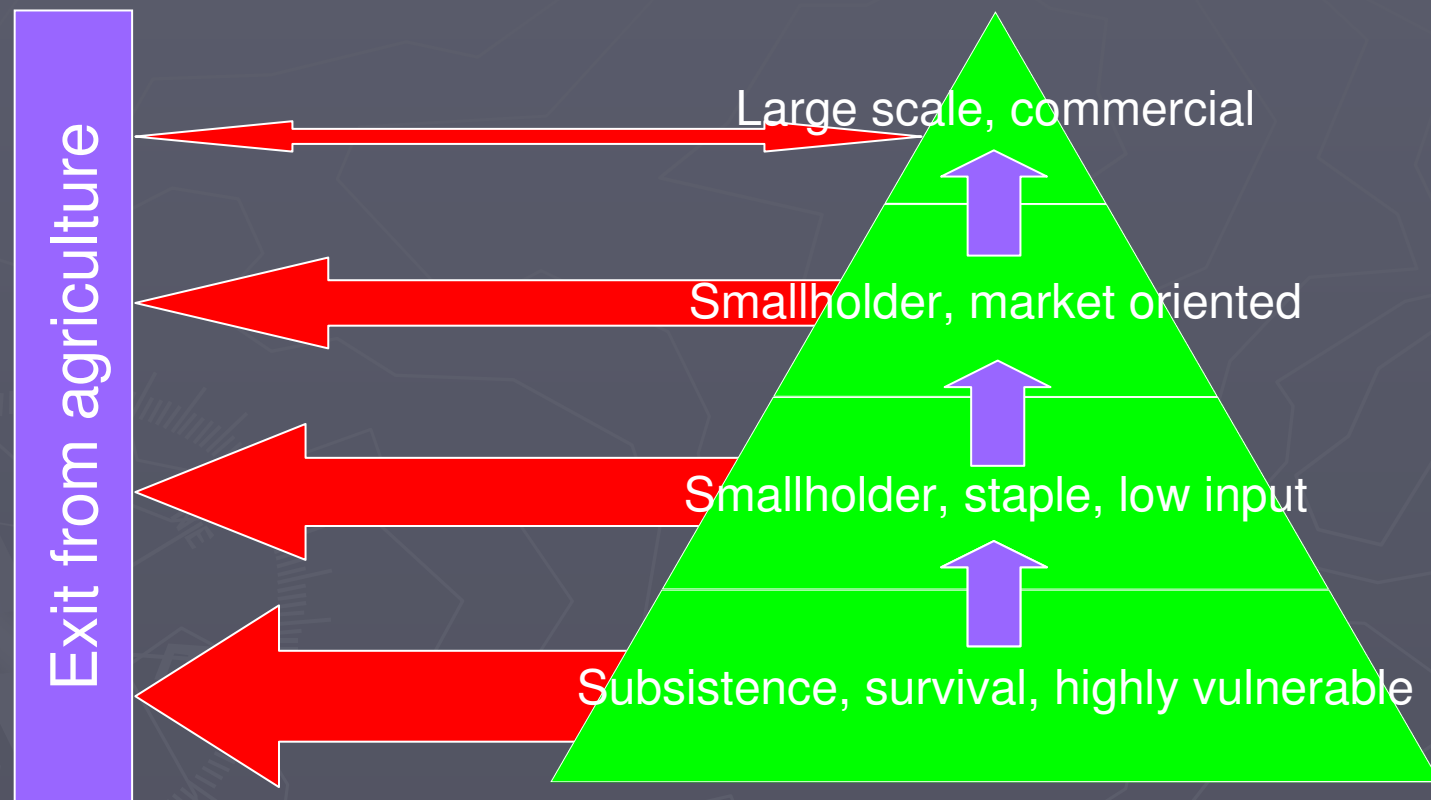 Exit from agriculture
Large scale, commercial
Smallholder, market oriented
Smallholder, staple, low input
Subsistence, survival, highly vulnerable